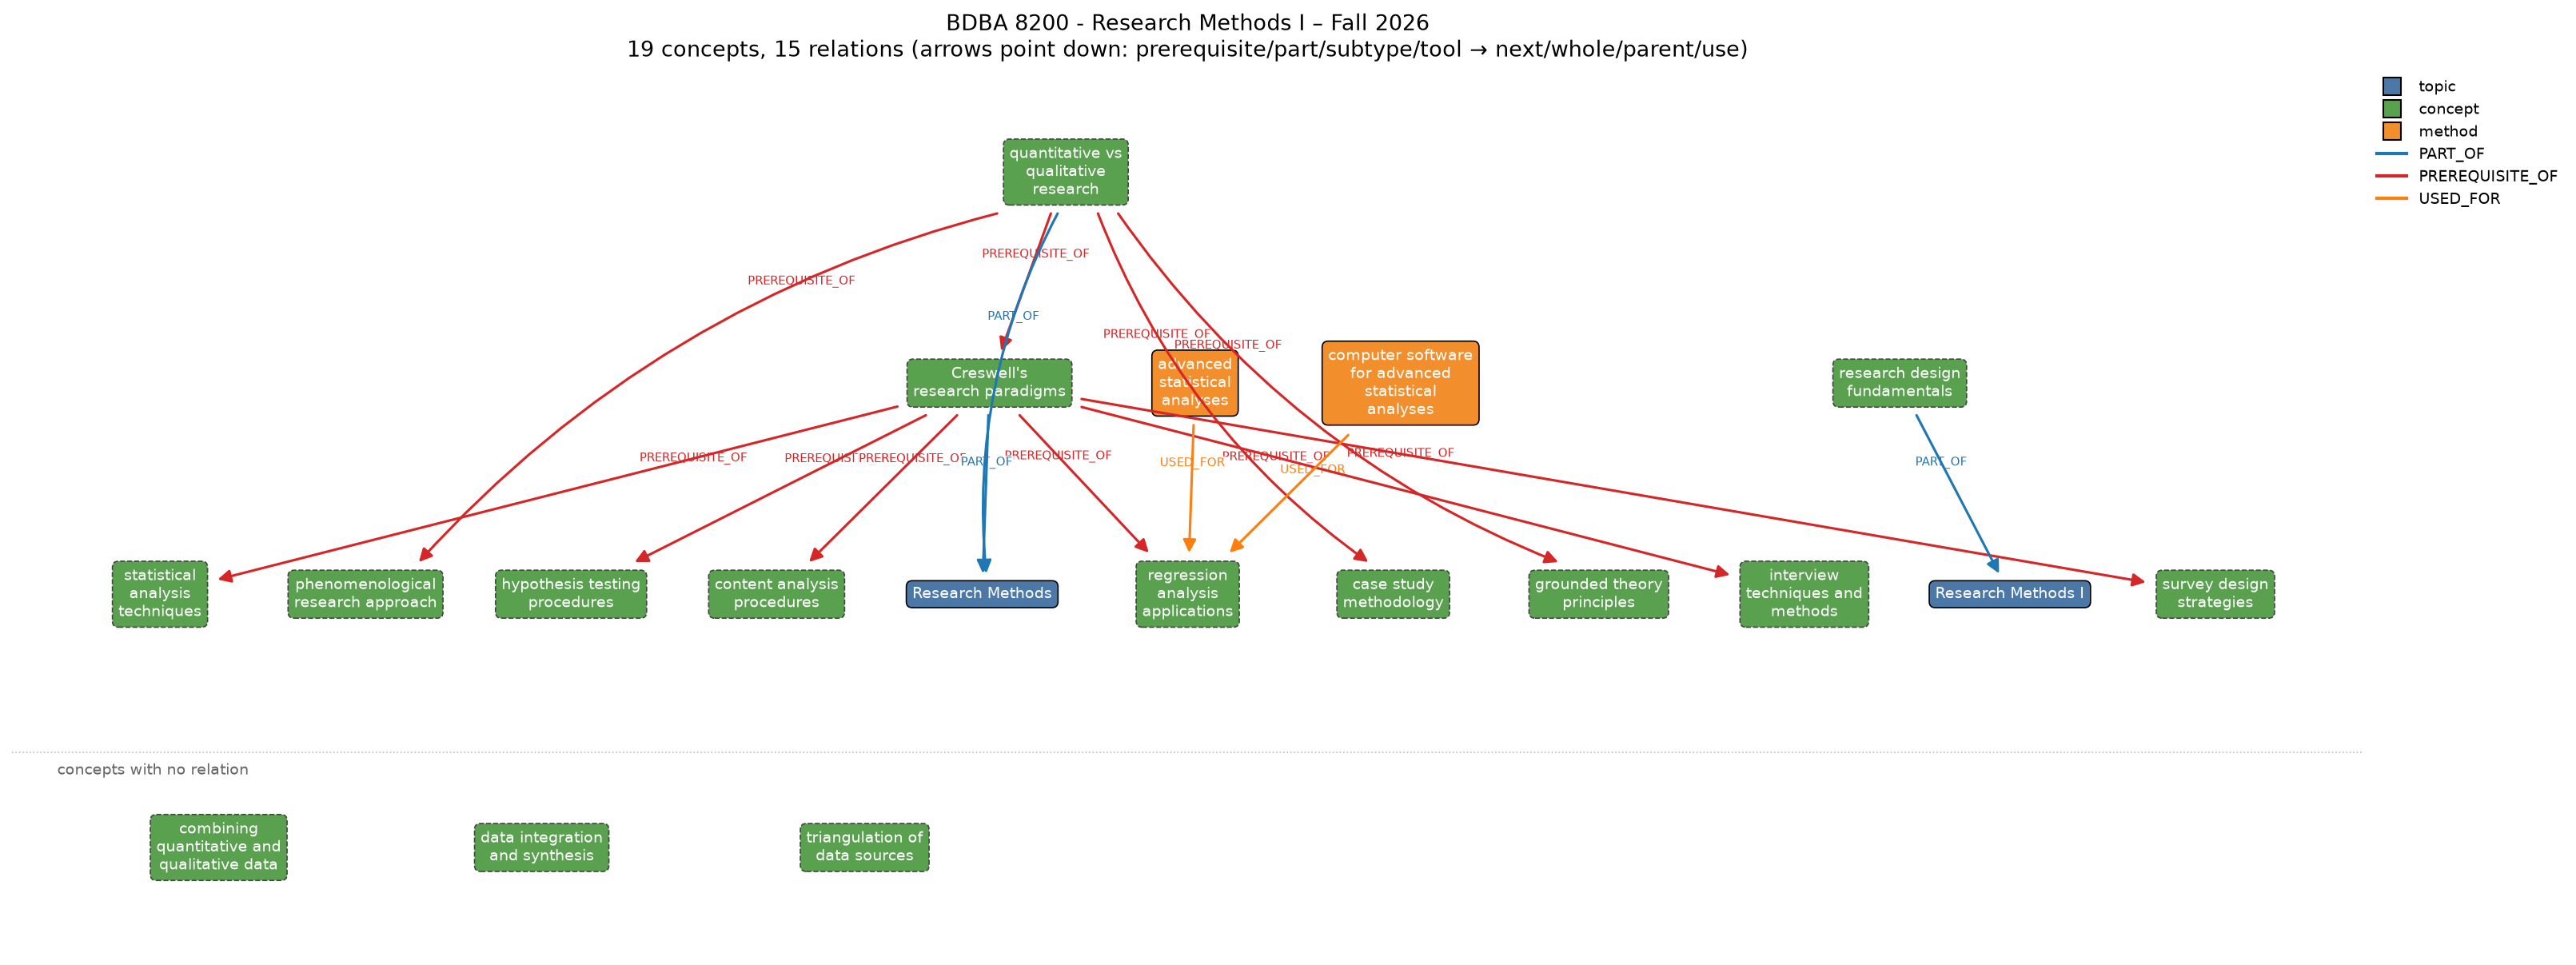 BDBA 8200 - Research Methods I – Fall 2026
19 concepts, 15 relations (arrows point down: prerequisite/part/subtype/tool → next/whole/parent/use)
topic
concept
method
PART_OF
PREREQUISITE_OF
USED_FOR
quantitative vs
qualitative
research
PREREQUISITE_OF
PREREQUISITE_OF
PART_OF
PREREQUISITE_OF
PREREQUISITE_OF
Creswell's
research paradigms
advanced
statistical
analyses
computer software
for advanced
statistical
analyses
research design
fundamentals
PREREQUISITE_OF
PREREQUISITE_OF
PREREQUISITE_OF
PART_OF
PREREQUISITE_OF
USED_FOR
PREREQUISITE_OF
USED_FOR
PREREQUISITE_OF
PART_OF
statistical
analysis
techniques
phenomenological
research approach
hypothesis testing
procedures
content analysis
procedures
Research Methods
regression
analysis
applications
case study
methodology
grounded theory
principles
interview
techniques and
methods
Research Methods I
survey design
strategies
concepts with no relation
combining
quantitative and
qualitative data
data integration
and synthesis
triangulation of
data sources